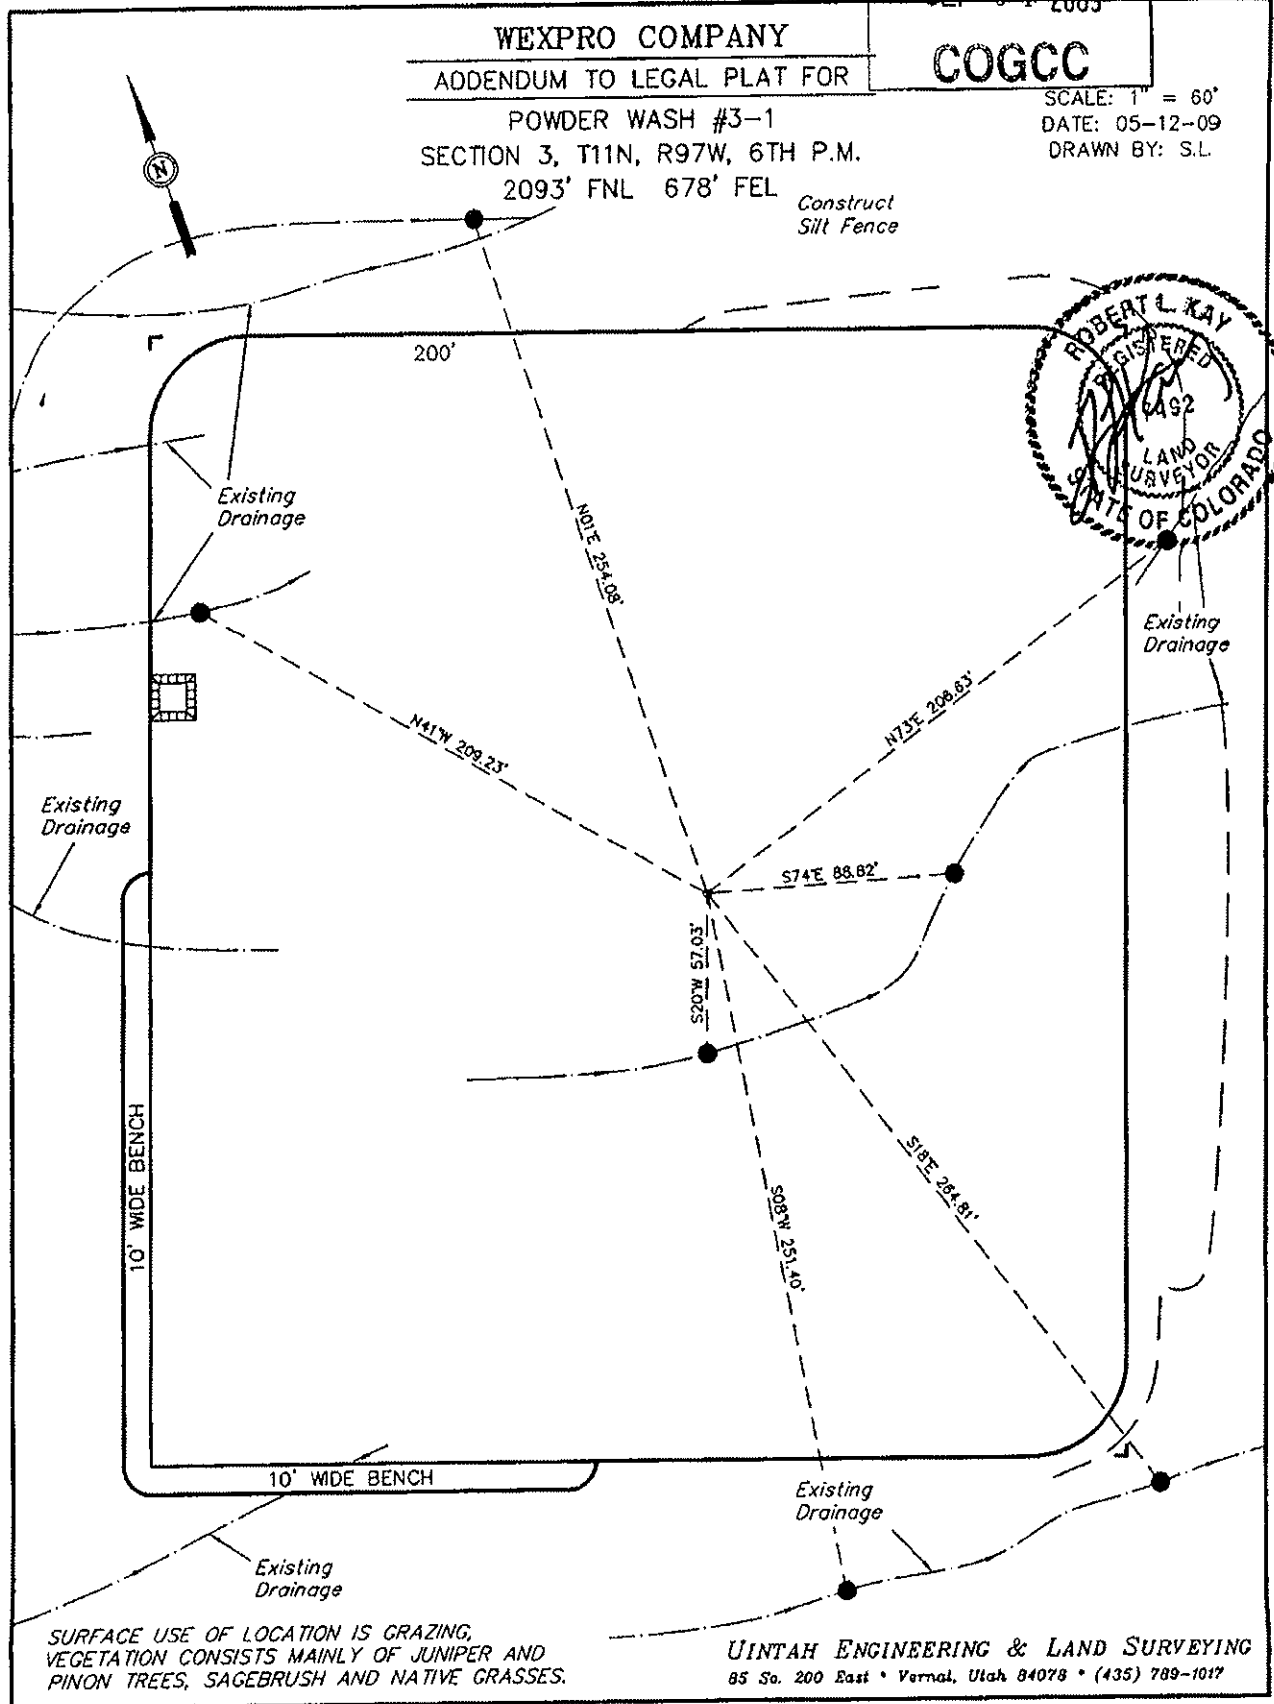 WEXPRO COMPANY
ADDENDUM TO LEGAL PLAT FOR
POWDER WASH #3-1
SECTION 3, T11N, R97W, 6TH P.M.
2093' FNL 678' FEL
COGCC
SCALE: 1" = 60'
DATE: 05-12-09
DRAWN BY: S.L.
N
Construct
Silt Fence
ROBERT L. KAY
REGISTERED
LAND
SURVEYOR
STATE OF COLORADO
200'
Existing
Drainage
N01°E 254.08'
Existing
Drainage
N41°W 209.23'
N73°E 206.63'
Existing
Drainage
S74°E 88.82'
S20°W 57.03'
10' WIDE BENCH
S18°E 264.81'
S08°W 251.40'
10' WIDE BENCH
Existing
Drainage
Existing
Drainage
SURFACE USE OF LOCATION IS GRAZING,
VEGETATION CONSISTS MAINLY OF JUNIPER AND
PINON TREES, SAGEBRUSH AND NATIVE GRASSES.
UINTAH ENGINEERING & LAND SURVEYING
85 So. 200 East • Vernal, Utah 84078 • (435) 789-1017